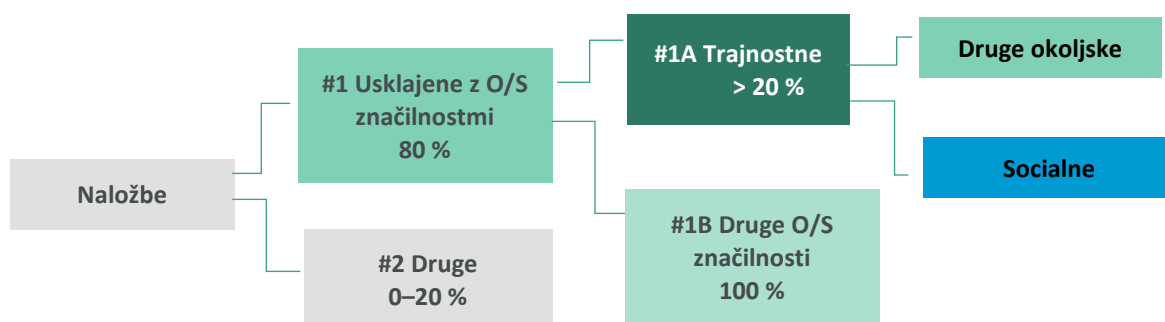 Naložbe
#1 Usklajene z O/S
značilnostmi
80 %
#2 Druge
0–20 %
#1A Trajnostne
> 20 %
#1B Druge O/S
značilnosti
100 %
Druge okoljske
Socialne